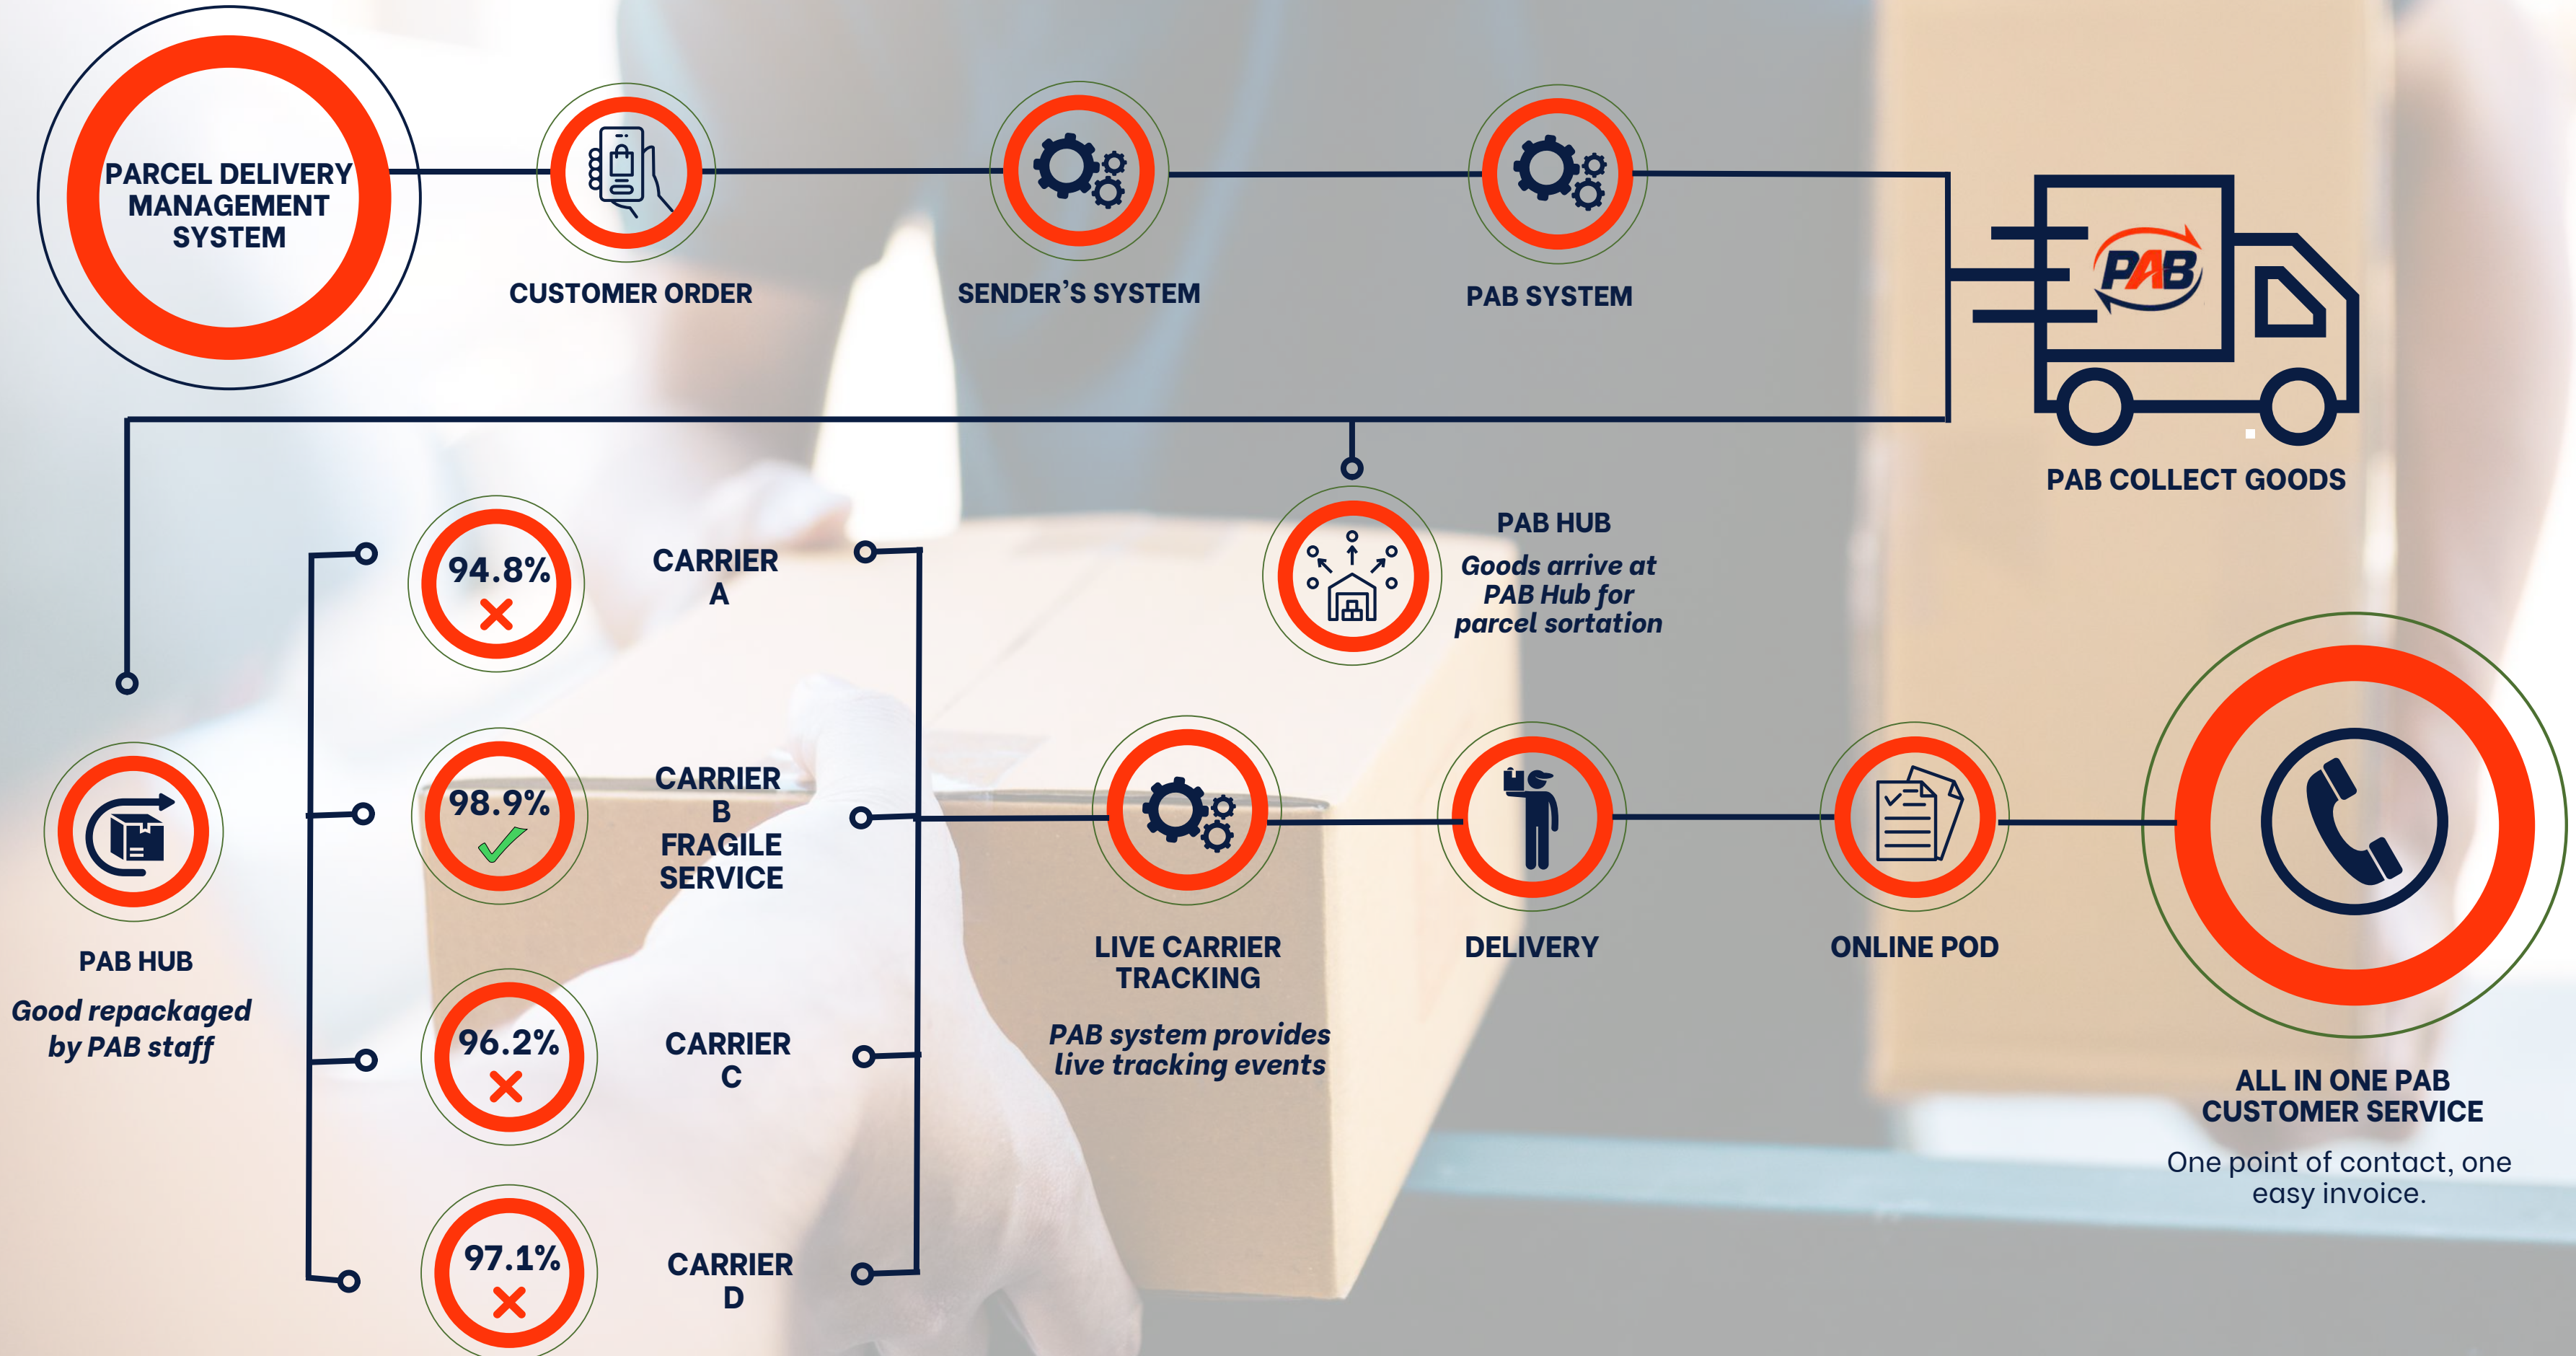 PARCEL DELIVERY
MANAGEMENT
SYSTEM
CUSTOMER ORDER
SENDER'S SYSTEM
PAB SYSTEM
PAB
PAB COLLECT GOODS
PAB HUB
Goods arrive at
PAB Hub for
parcel sortation
PAB HUB
Good repackaged
by PAB staff
94.8%
CARRIER
A
98.9%
CARRIER
B
FRAGILE
SERVICE
96.2%
CARRIER
C
97.1%
CARRIER
D
LIVE CARRIER
TRACKING
PAB system provides
live tracking events
DELIVERY
ONLINE POD
ALL IN ONE PAB
CUSTOMER SERVICE
One point of contact, one
easy invoice.